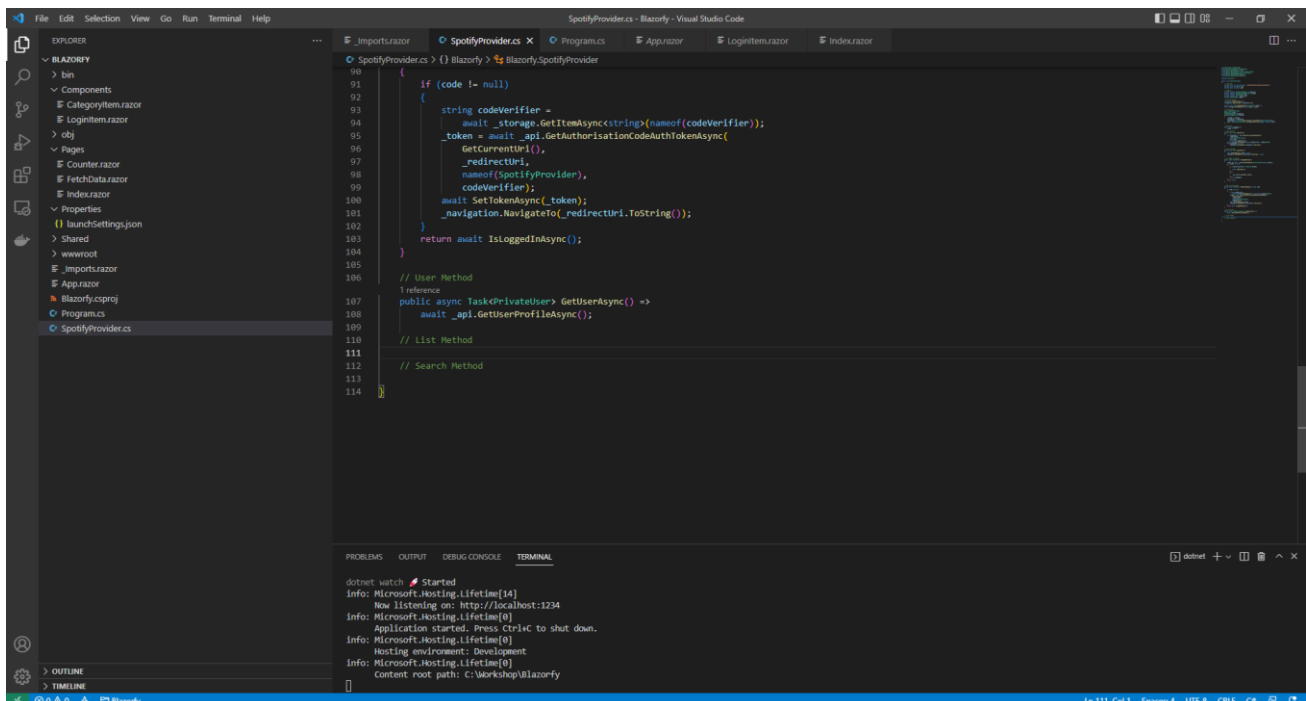 File Edit Selection View Go Run Terminal Help
SpotifyProvider.cs - Blazorfy - Visual Studio Code
EXPLORER
BLAZORFY
bin
Components
CategoryItem.razor
LoginItem.razor
obj
Pages
Counter.razor
FetchData.razor
Index.razor
Properties
launchSettings.json
Shared
wwwroot
_Imports.razor
App.razor
Blazorfy.csproj
Program.cs
SpotifyProvider.cs
OUTLINE
TIMELINE
_Imports.razor SpotifyProvider.cs Program.cs App.razor LoginItem.razor Index.razor
SpotifyProvider.cs > {} Blazorfy > Blazorfy.SpotifyProvider
90 {
91 if (code != null)
92 {
93 string codeVerifier =
94 await _storage.GetItemAsync<string>(nameof(codeVerifier));
95 _token = await _api.GetAuthorisationCodeAuthTokenAsync(
96 GetCurrentUri(),
97 _redirectUri,
98 nameof(SpotifyProvider),
99 codeVerifier);
100 await SetTokenAsync(_token);
101 _navigation.NavigateTo(_redirectUri.ToString());
102 }
103 return await IsLoggedInAsync();
104 }
105
106 // User Method
1 reference
107 public async Task<PrivateUser> GetUserAsync() =>
108 await _api.GetUserProfileAsync();
109
110 // List Method
111
112 // Search Method
113
114 }
PROBLEMS OUTPUT DEBUG CONSOLE TERMINAL
dotnet
dotnet watch 🚀 Started
info: Microsoft.Hosting.Lifetime[14]
Now listening on: http://localhost:1234
info: Microsoft.Hosting.Lifetime[0]
Application started. Press Ctrl+C to shut down.
info: Microsoft.Hosting.Lifetime[0]
Hosting environment: Development
info: Microsoft.Hosting.Lifetime[0]
Content root path: C:\Workshop\Blazorfy
Ln 111, Col 1 Spaces: 4 UTF-8 CRLF C#